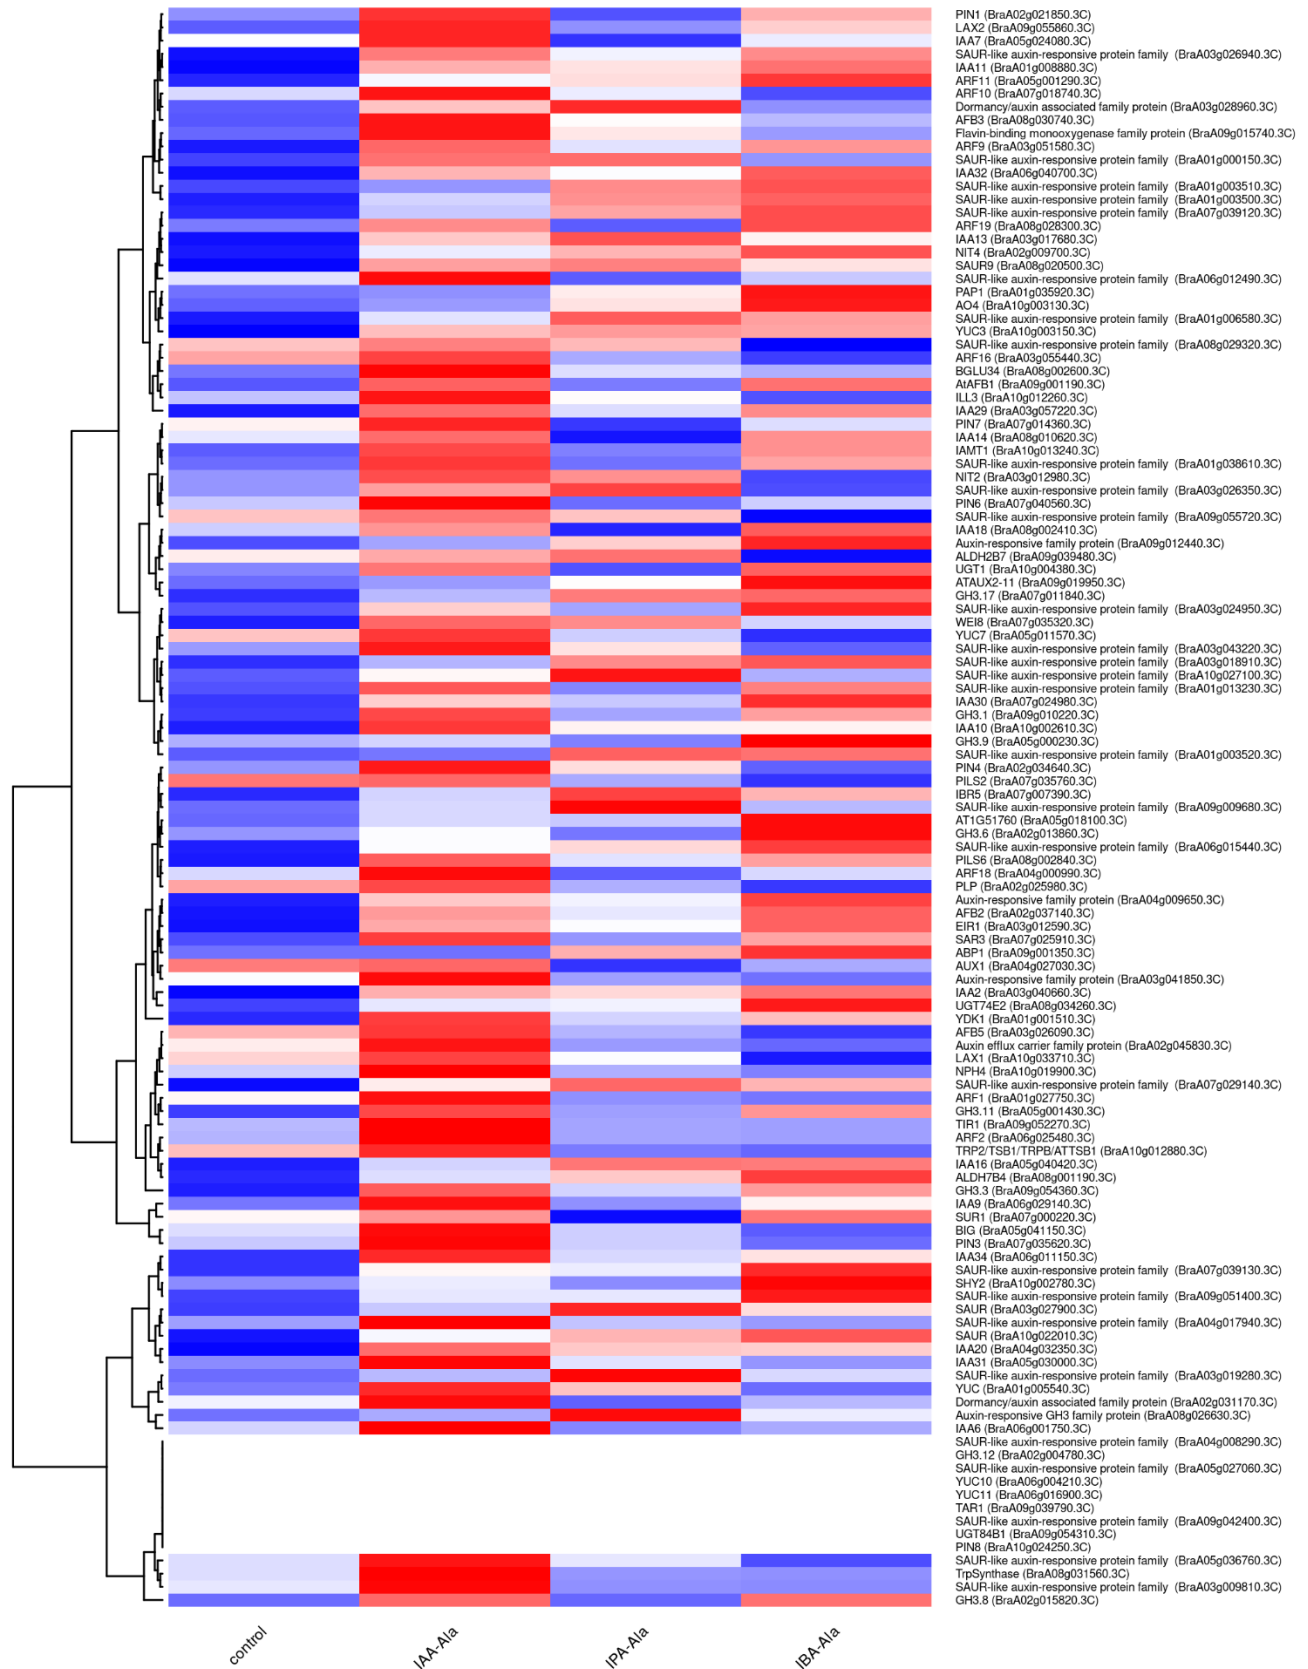 PIN1 (BraA02g021850.3C)
LAX2 (BraA09g055860.3C)
IAA7 (BraA05g024080.3C)
SAUR-like auxin-responsive protein family (BraA03g026940.3C)
IAA11 (BraA01g008880.3C)
ARF11 (BraA05g001290.3C)
ARF10 (BraA07g018740.3C)
Dormancy/auxin associated family protein (BraA03g028960.3C)
AFB3 (BraA08g030740.3C)
Flavin-binding monooxygenase family protein (BraA09g015740.3C)
ARF9 (BraA03g051580.3C)
SAUR-like auxin-responsive protein family (BraA01g000150.3C)
IAA32 (BraA06g040700.3C)
SAUR-like auxin-responsive protein family (BraA01g003510.3C)
SAUR-like auxin-responsive protein family (BraA01g003500.3C)
SAUR-like auxin-responsive protein family (BraA07g039120.3C)
ARF19 (BraA08g028300.3C)
IAA13 (BraA03g017680.3C)
NIT4 (BraA02g009700.3C)
SAUR9 (BraA08g020500.3C)
SAUR-like auxin-responsive protein family (BraA06g012490.3C)
PAP1 (BraA01g035920.3C)
AO4 (BraA10g003130.3C)
SAUR-like auxin-responsive protein family (BraA01g006580.3C)
YUC3 (BraA10g003150.3C)
SAUR-like auxin-responsive protein family (BraA08g029320.3C)
ARF16 (BraA03g055440.3C)
BGLU34 (BraA08g002600.3C)
AtAFB1 (BraA09g001190.3C)
ILL3 (BraA10g012260.3C)
IAA29 (BraA03g057220.3C)
PIN7 (BraA07g014360.3C)
IAA14 (BraA08g010620.3C)
IAMT1 (BraA10g013240.3C)
SAUR-like auxin-responsive protein family (BraA01g038610.3C)
NIT2 (BraA03g012980.3C)
SAUR-like auxin-responsive protein family (BraA03g026350.3C)
PIN6 (BraA07g040560.3C)
SAUR-like auxin-responsive protein family (BraA09g055720.3C)
IAA18 (BraA08g002410.3C)
Auxin-responsive family protein (BraA09g012440.3C)
ALDH2B7 (BraA09g039480.3C)
UGT1 (BraA10g004380.3C)
ATAUX2-11 (BraA09g019950.3C)
GH3.17 (BraA07g011840.3C)
SAUR-like auxin-responsive protein family (BraA03g024950.3C)
WEI8 (BraA07g035320.3C)
YUC7 (BraA05g011570.3C)
SAUR-like auxin-responsive protein family (BraA03g043220.3C)
SAUR-like auxin-responsive protein family (BraA03g018910.3C)
SAUR-like auxin-responsive protein family (BraA10g027100.3C)
SAUR-like auxin-responsive protein family (BraA01g013230.3C)
IAA30 (BraA07g024980.3C)
GH3.1 (BraA09g010220.3C)
IAA10 (BraA10g002610.3C)
GH3.9 (BraA05g000230.3C)
SAUR-like auxin-responsive protein family (BraA01g003520.3C)
PIN4 (BraA02g034640.3C)
PILS2 (BraA07g035760.3C)
IBR5 (BraA07g007390.3C)
SAUR-like auxin-responsive protein family (BraA09g009680.3C)
AT1G51760 (BraA05g018100.3C)
GH3.6 (BraA02g013860.3C)
SAUR-like auxin-responsive protein family (BraA06g015440.3C)
PILS6 (BraA08g002840.3C)
ARF18 (BraA04g000990.3C)
PLP (BraA02g025980.3C)
Auxin-responsive family protein (BraA04g009650.3C)
AFB2 (BraA02g037140.3C)
EIR1 (BraA03g012590.3C)
SAR3 (BraA07g025910.3C)
ABP1 (BraA09g001350.3C)
AUX1 (BraA04g027030.3C)
Auxin-responsive family protein (BraA03g041850.3C)
IAA2 (BraA03g040660.3C)
UGT74E2 (BraA08g034260.3C)
YDK1 (BraA01g001510.3C)
AFB5 (BraA03g026090.3C)
Auxin efflux carrier family protein (BraA02g045830.3C)
LAX1 (BraA10g033710.3C)
NPH4 (BraA10g019900.3C)
SAUR-like auxin-responsive protein family (BraA07g029140.3C)
ARF1 (BraA01g027750.3C)
GH3.11 (BraA05g001430.3C)
TIR1 (BraA09g052270.3C)
ARF2 (BraA06g025480.3C)
TRP2/TSB1/TRPB/ATTSB1 (BraA10g012880.3C)
IAA16 (BraA05g040420.3C)
ALDH7B4 (BraA08g001190.3C)
GH3.3 (BraA09g054360.3C)
IAA9 (BraA06g029140.3C)
SUR1 (BraA07g000220.3C)
BIG (BraA05g041150.3C)
PIN3 (BraA07g035620.3C)
IAA34 (BraA06g011150.3C)
SAUR-like auxin-responsive protein family (BraA07g039130.3C)
SHY2 (BraA10g002780.3C)
SAUR-like auxin-responsive protein family (BraA09g051400.3C)
SAUR (BraA03g027900.3C)
SAUR-like auxin-responsive protein family (BraA04g017940.3C)
SAUR (BraA10g022010.3C)
IAA20 (BraA04g032350.3C)
IAA31 (BraA05g030000.3C)
SAUR-like auxin-responsive protein family (BraA03g019280.3C)
YUC (BraA01g005540.3C)
Dormancy/auxin associated family protein (BraA02g031170.3C)
Auxin-responsive GH3 family protein (BraA08g026630.3C)
IAA6 (BraA06g001750.3C)
SAUR-like auxin-responsive protein family (BraA04g008290.3C)
GH3.12 (BraA02g004780.3C)
SAUR-like auxin-responsive protein family (BraA05g027060.3C)
YUC10 (BraA06g004210.3C)
YUC11 (BraA06g016900.3C)
TAR1 (BraA09g039790.3C)
SAUR-like auxin-responsive protein family (BraA09g042400.3C)
UGT84B1 (BraA09g054310.3C)
PIN8 (BraA10g024250.3C)
SAUR-like auxin-responsive protein family (BraA05g036760.3C)
TrpSynthase (BraA08g031560.3C)
SAUR-like auxin-responsive protein family (BraA03g009810.3C)
GH3.8 (BraA02g015820.3C)
control
IAA-Ala
IPA-Ala
IBA-Ala